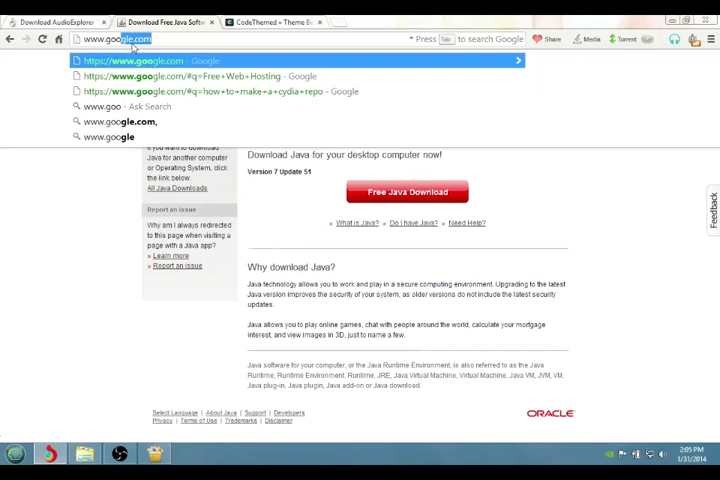 Download AudioExplorer
Download Free Java Softw
CodeThemed + Theme Bu
www.google.com
Press Tab to search Google
Share
Media
Torrent
https://www.google.com - Google
https://www.google.com/#q=Free+Web+Hosting - Google
https://www.google.com/#q=how+to+make+a+cydia+repo - Google
www.goo - Ask Search
www.google.com,
www.google
If you want to download
Java for another computer
or Operating System, click
the link below.
All Java Downloads
Report an issue
Why am I always redirected
to this page when visiting a
page with a Java app?
» Learn more
» Report an issue
Download Java for your desktop computer now!
Version 7 Update 51
Free Java Download
» What is Java? » Do I have Java? » Need Help?
Why download Java?
Java technology allows you to work and play in a secure computing environment. Upgrading to the latest
Java version improves the security of your system, as older versions do not include the latest security
updates.
Java allows you to play online games, chat with people around the world, calculate your mortgage
interest, and view images in 3D, just to name a few.
Java software for your computer, or the Java Runtime Environment, is also referred to as the Java
Runtime, Runtime Environment, Runtime, JRE, Java Virtual Machine, Virtual Machine, Java VM, JVM, VM,
Java plug-in, Java plugin, Java add-on or Java download.
Feedback
Select Language | About Java | Support | Developers
Privacy | Terms of Use | Trademarks | Disclaimer
ORACLE
2:05 PM
1/31/2014